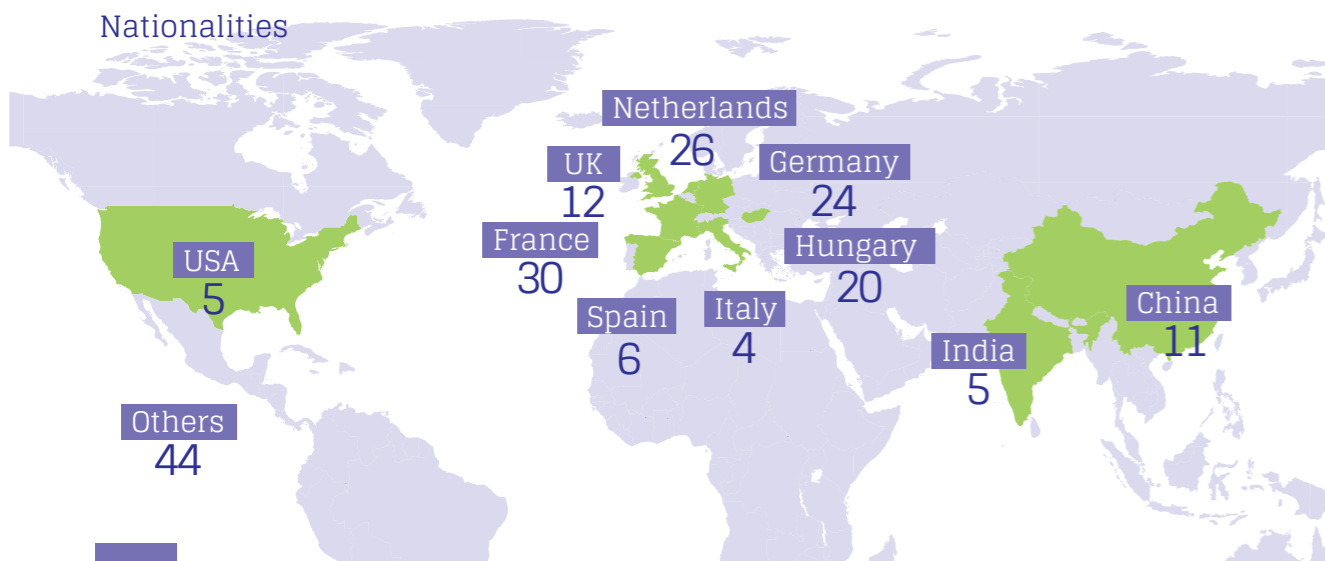 Nationalities
Netherlands
26
UK
12
Germany
24
France
30
Hungary
20
USA
5
Spain
6
Italy
4
China
11
India
5
Others
44